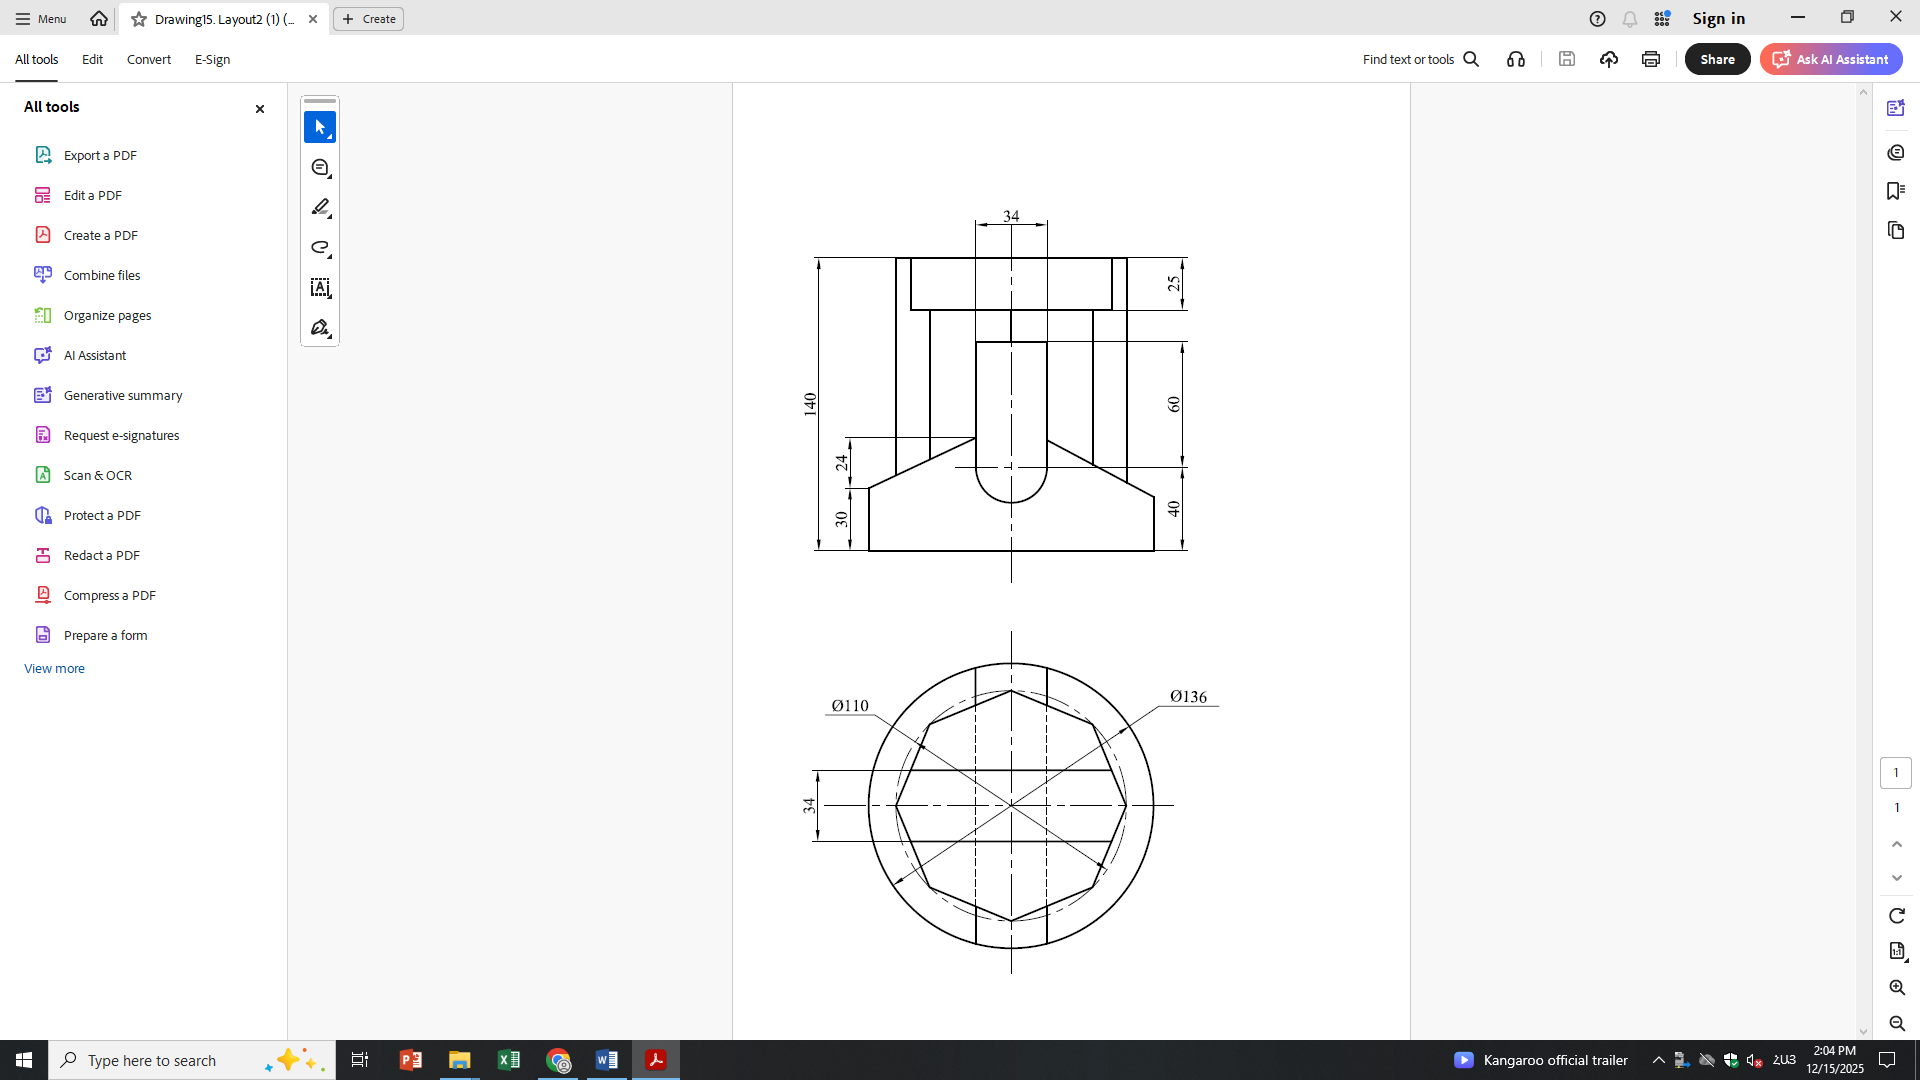 Menu
Drawing15. Layout2 (1) (...
Create
Sign in
All tools
Edit
Convert
E-Sign
Find text or tools
Share
Ask AI Assistant
All tools
Export a PDF
Edit a PDF
Create a PDF
Combine files
Organize pages
AI Assistant
Generative summary
Request e-signatures
Scan & OCR
Protect a PDF
Redact a PDF
Compress a PDF
Prepare a form
View more
34
25
140
60
24
30
40
Ø110
Ø136
34
1
1
Type here to search
Kangaroo official trailer
ՀԱՅ
2:04 PM
12/15/2025